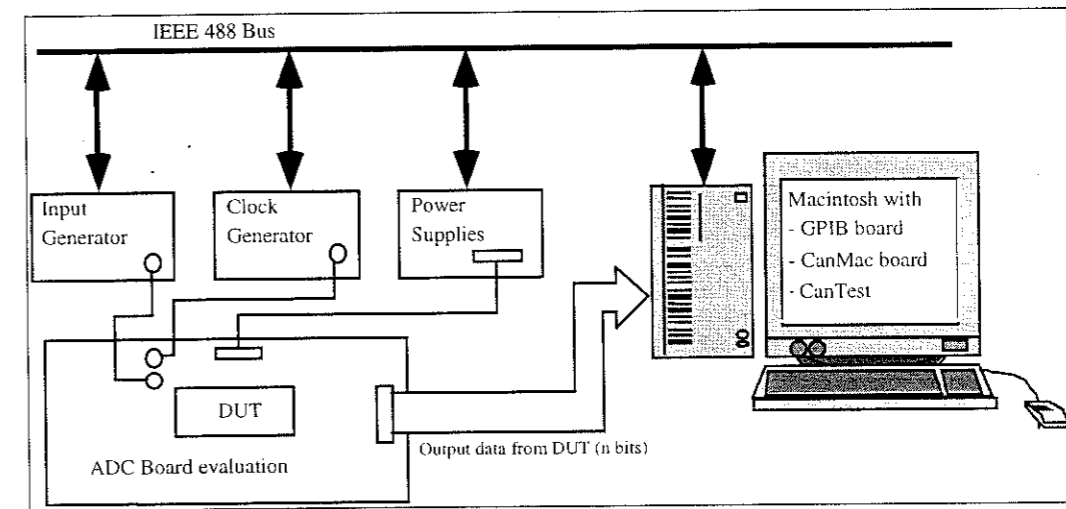 IEEE 488 Bus
Input
Generator
Clock
Generator
Power
Supplies
Macintosh with
- GPIB board
- CanMac board
- CanTest
DUT
ADC Board evaluation
Output data from DUT (n bits)